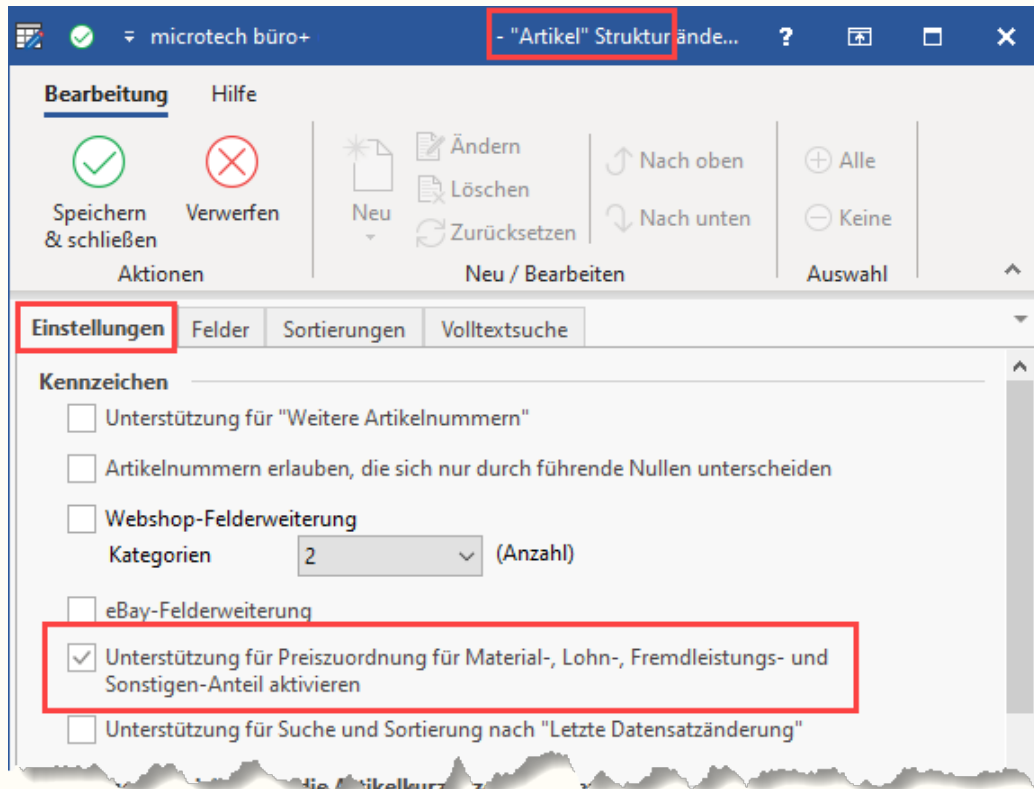 microtech büro+ - "Artikel" Struktur ände... ?
Bearbeitung Hilfe
Speichern & schließen
Verwerfen
Neu
Ändern
Löschen
Zurücksetzen
Nach oben
Nach unten
Alle
Keine
Aktionen Neu / Bearbeiten Auswahl
Einstellungen Felder Sortierungen Volltextsuche
Kennzeichen
Unterstützung für "Weitere Artikelnummern"
Artikelnummern erlauben, die sich nur durch führende Nullen unterscheiden
Webshop-Felderweiterung
Kategorien 2 (Anzahl)
eBay-Felderweiterung
Unterstützung für Preiszuordnung für Material-, Lohn-, Fremdleistungs- und
Sonstigen-Anteil aktivieren
Unterstützung für Suche und Sortierung nach "Letzte Datensatzänderung"
die